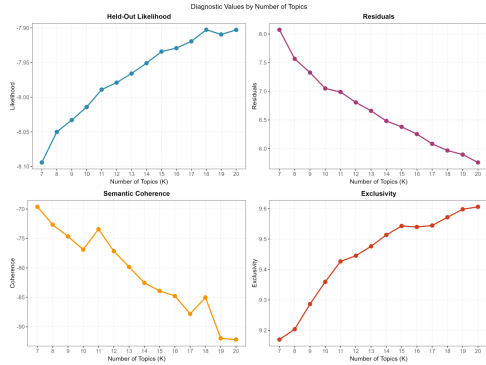 Diagnostic Values by Number of Topics
Held-Out Likelihood
Likelihood
-7.90
-7.95
-8.00
-8.05
-8.10
7 8 9 10 11 12 13 14 15 16 17 18 19 20
Number of Topics (K)
Residuals
Residuals
8.0
7.5
7.0
6.5
6.0
7 8 9 10 11 12 13 14 15 16 17 18 19 20
Number of Topics (K)
Semantic Coherence
Coherence
-70
-75
-80
-85
-90
7 8 9 10 11 12 13 14 15 16 17 18 19 20
Number of Topics (K)
Exclusivity
Exclusivity
9.6
9.5
9.4
9.3
9.2
7 8 9 10 11 12 13 14 15 16 17 18 19 20
Number of Topics (K)